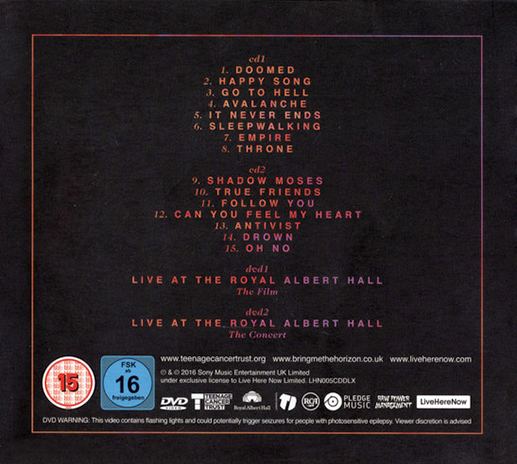 cd1
1. DOOMED
2. HAPPY SONG
3. GO TO HELL
4. AVALANCHE
5. IT NEVER ENDS
6. SLEEPWALKING
7. EMPIRE
8. THRONE
cd2
9. SHADOW MOSES
10. TRUE FRIENDS
11. FOLLOW YOU
12. CAN YOU FEEL MY HEART
13. ANTIVIST
14. DROWN
15. OH NO
dvd1
LIVE AT THE ROYAL ALBERT HALL
The Film
dvd2
LIVE AT THE ROYAL ALBERT HALL
The Concert
www.teenagecancertrust.org www.bringmethehorizon.co.uk www.liveherenow.com
℗ & © 2016 Sony Music Entertainment UK Limited
under exclusive license to Live Here Now Limited. LHN005CDDLX
15
FSK
ab
16
freigegeben
DVD
VIDEO
TEENAGE
CANCER
TRUST
Royal Albert Hall
RCA
PLEDGE
MUSIC
RAW POWER
MANAGEMENT
LiveHereNow
DVD WARNING: This video contains flashing lights and could potentially trigger seizures for people with photosensitive epilepsy. Viewer discretion is advised